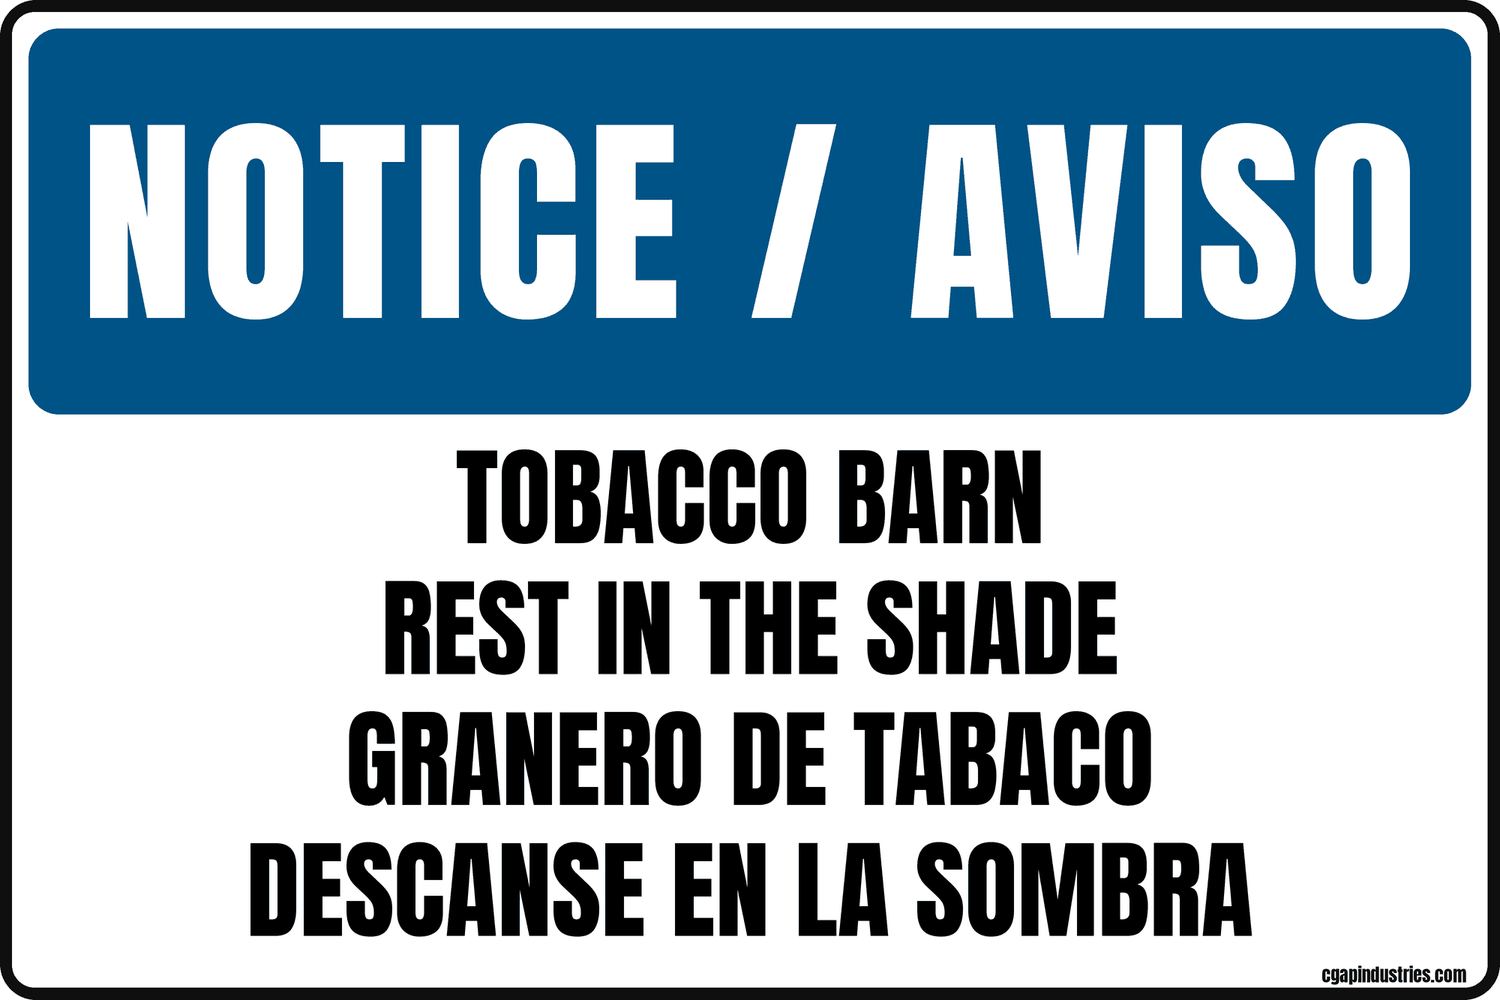 NOTICE / AVISO
TOBACCO BARN
REST IN THE SHADE
GRANERO DE TABACO
DESCANSE EN LA SOMBRA
cgapindustries.com